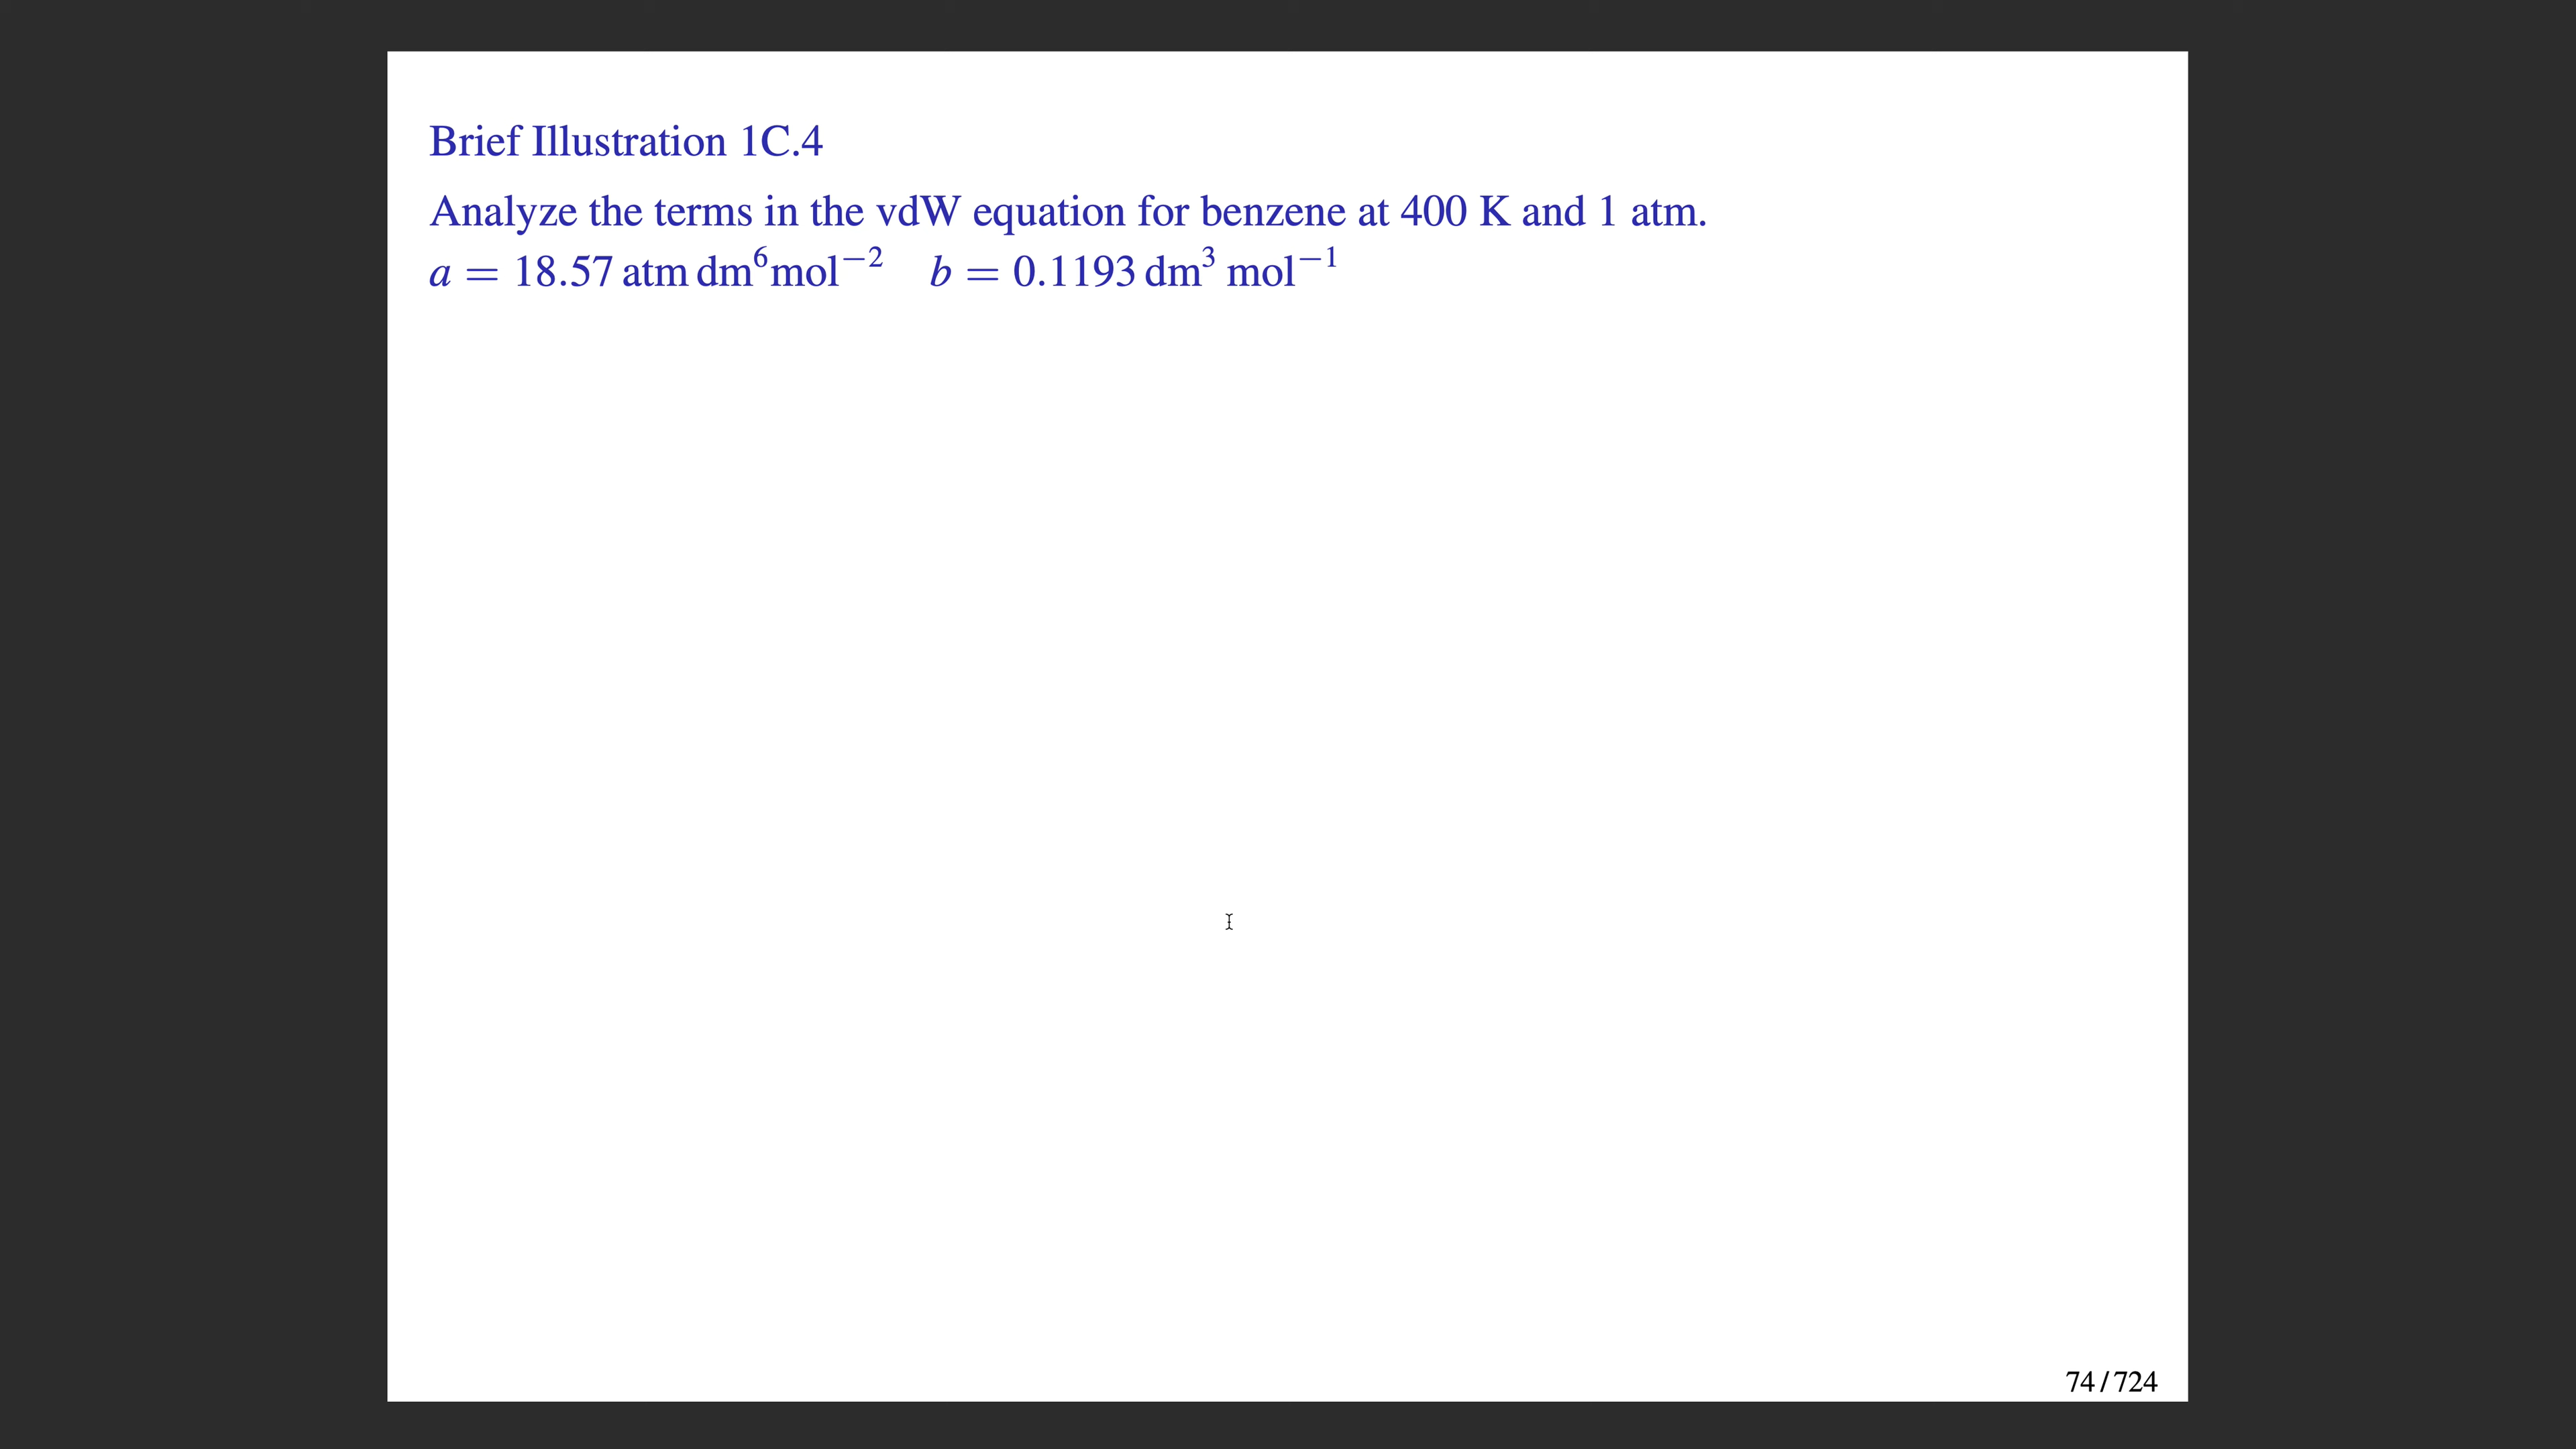 Brief Illustration 1C.4
Analyze the terms in the vdW equation for benzene at 400 K and 1 atm.
a = 18.57 atm dm⁶mol⁻² b = 0.1193 dm³ mol⁻¹
74 / 724